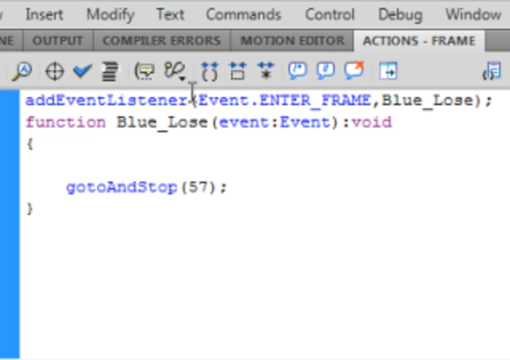 Insert Modify Text Commands Control Debug Window
OUTPUT COMPILER ERRORS MOTION EDITOR ACTIONS - FRAME
addEventListener(Event.ENTER_FRAME,Blue_Lose);
function Blue_Lose(event:Event):void
{
gotoAndStop(57);
}